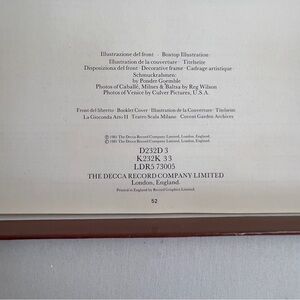 Illustrazione del front · Boxtop Illustration·
Illustration de la couverture · Titelseite
Disposiziona del front · Decorative frame · Cadrage artistique ·
Schmuckrahmen:
by Ponder Goembel
Photos of Caballé, Milnes & Baltsa by Reg Wilson
Photos of Venice by Culver Pictures, U.S.A.
Front del libretto · Booklet Cover · Illustration de la Couverture · Titelseite
La Gioconda Acto II · Teatro Scala Milano · Covent Garden Archives
℗ 1981 The Decca Record Company Limited, London, England.
© 1981 The Decca Record Company Limited, London, England.
D232D 3
K232K 33
LDR5 73005
THE DECCA RECORD COMPANY LIMITED
London, England.
Printed in England by Record Graphics Limited.
52